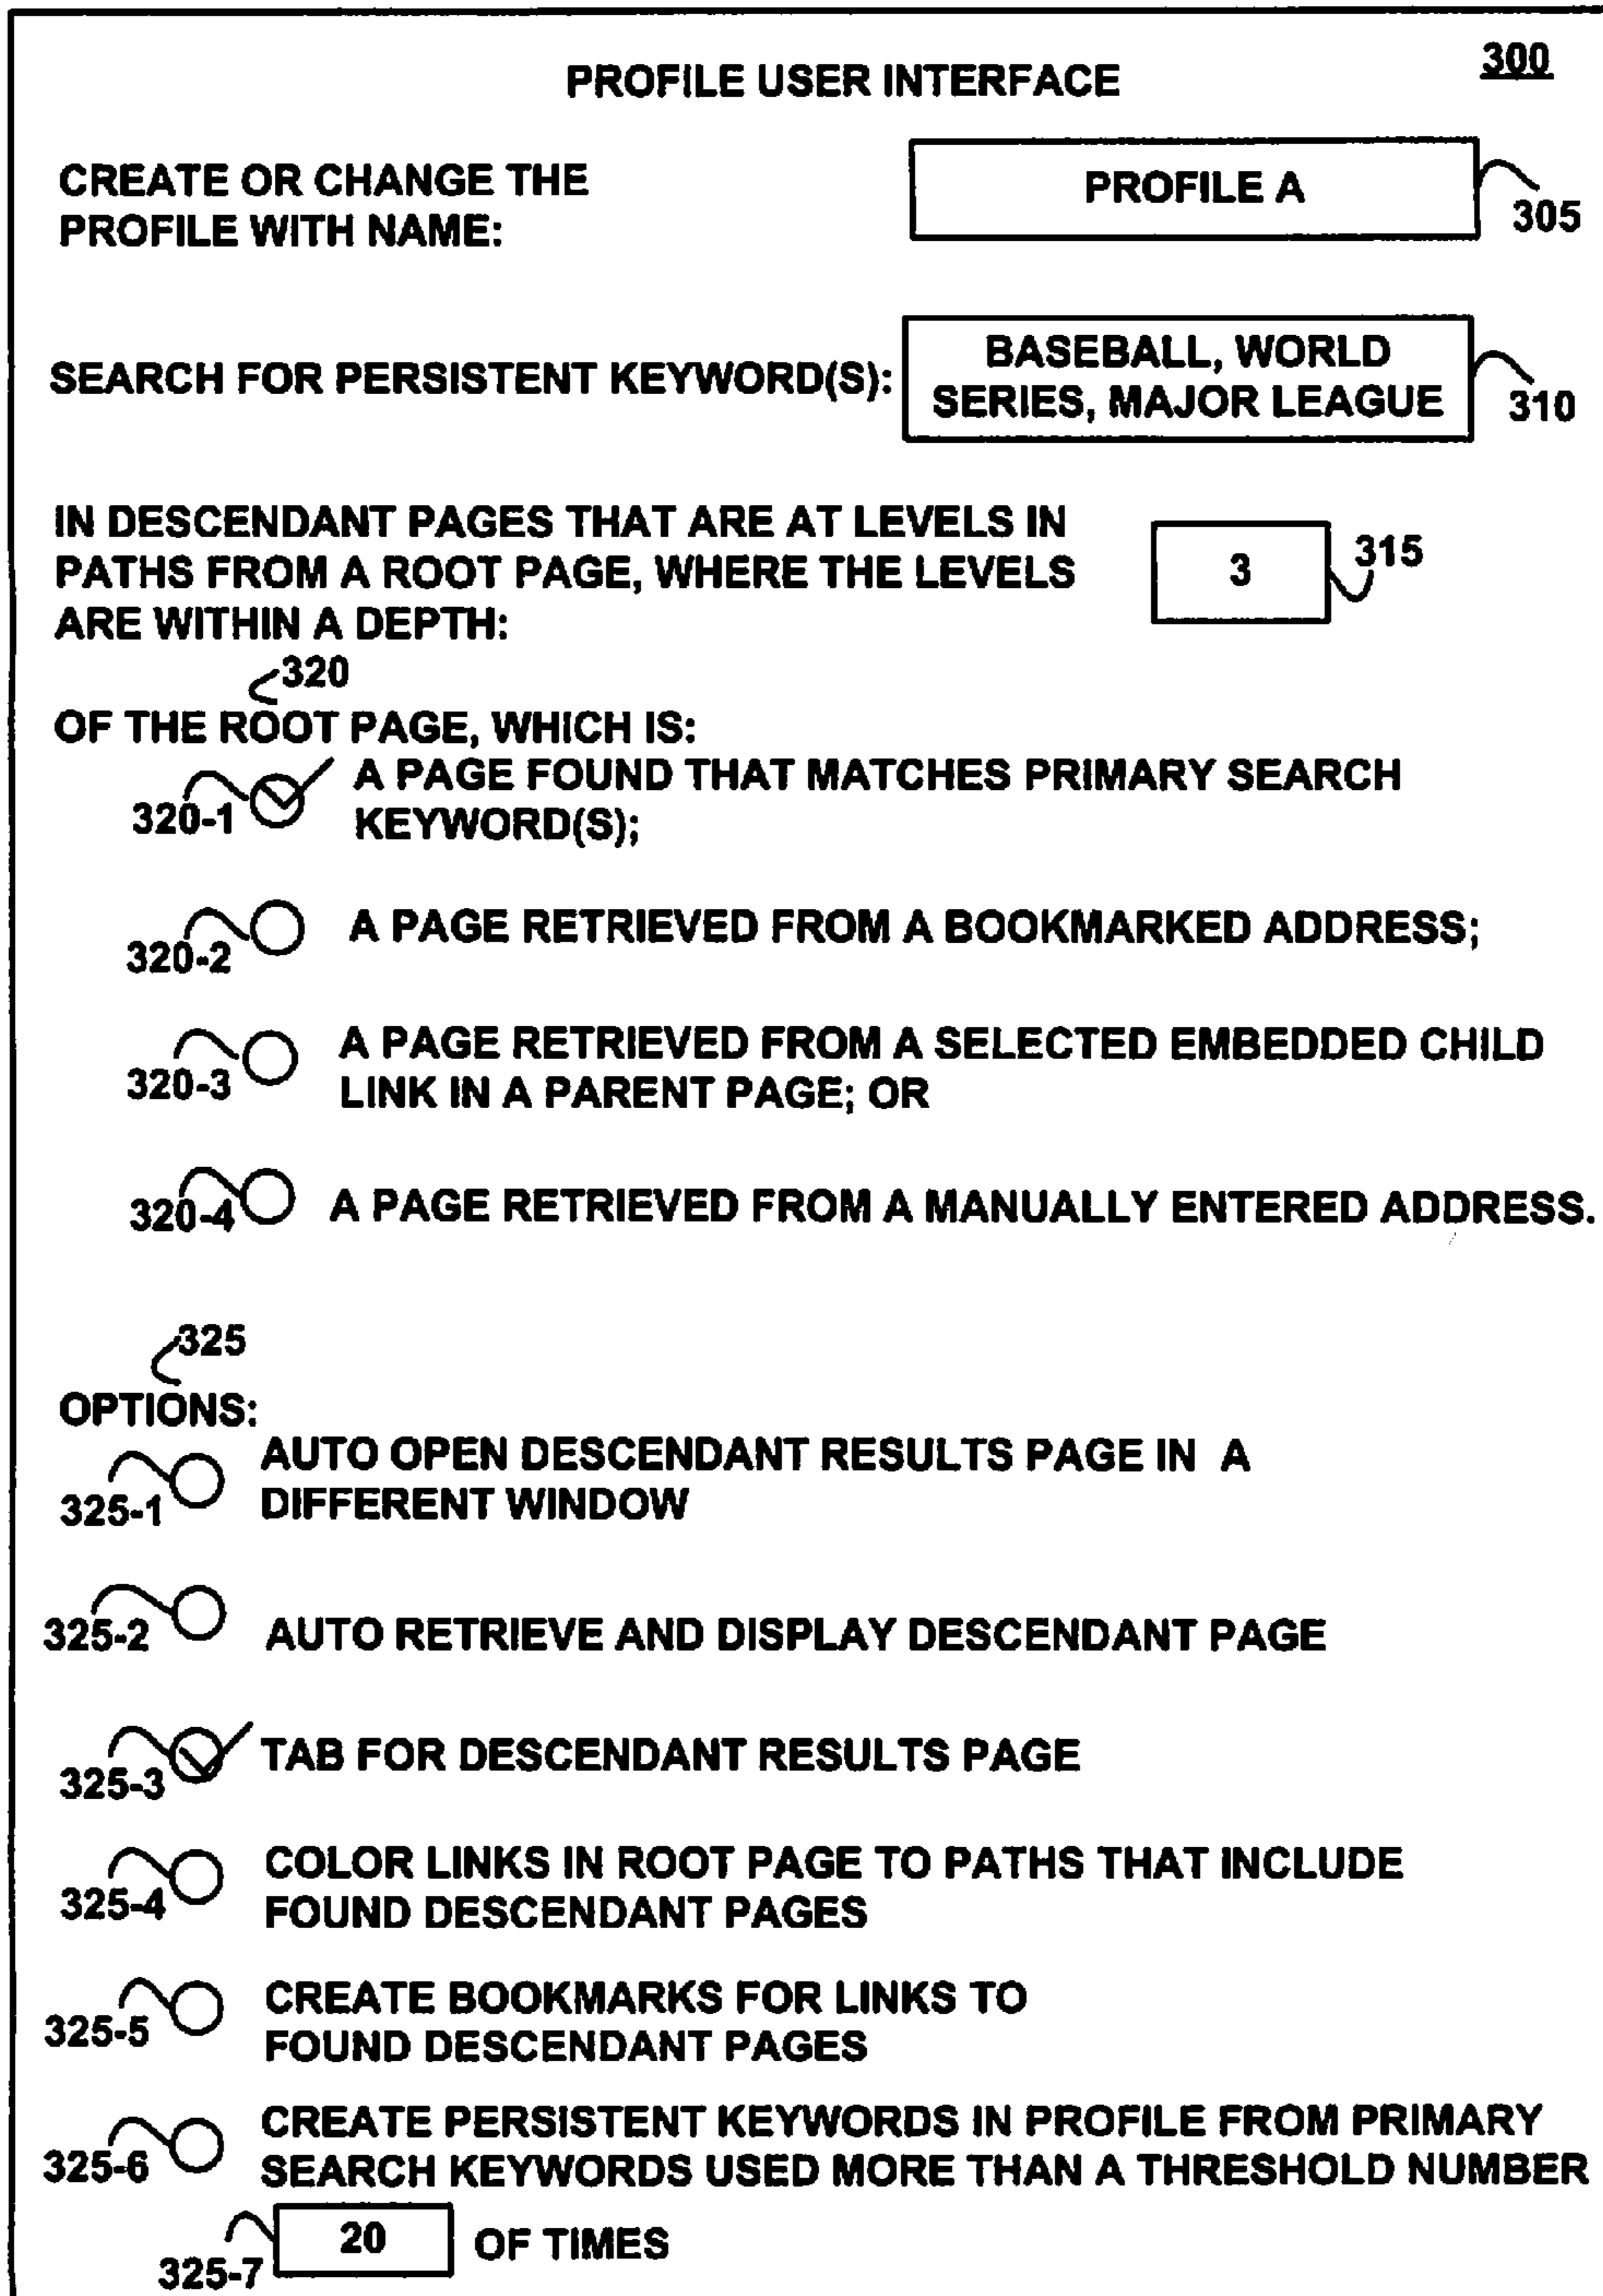 PROFILE USER INTERFACE
300
CREATE OR CHANGE THE
PROFILE WITH NAME:
PROFILE A
305
SEARCH FOR PERSISTENT KEYWORD(S):
BASEBALL, WORLD
SERIES, MAJOR LEAGUE
310
IN DESCENDANT PAGES THAT ARE AT LEVELS IN
PATHS FROM A ROOT PAGE, WHERE THE LEVELS
ARE WITHIN A DEPTH:
3
315
320
OF THE ROOT PAGE, WHICH IS:
320-1
A PAGE FOUND THAT MATCHES PRIMARY SEARCH
KEYWORD(S);
320-2
A PAGE RETRIEVED FROM A BOOKMARKED ADDRESS;
320-3
A PAGE RETRIEVED FROM A SELECTED EMBEDDED CHILD
LINK IN A PARENT PAGE; OR
320-4
A PAGE RETRIEVED FROM A MANUALLY ENTERED ADDRESS.
325
OPTIONS:
325-1
AUTO OPEN DESCENDANT RESULTS PAGE IN A
DIFFERENT WINDOW
325-2
AUTO RETRIEVE AND DISPLAY DESCENDANT PAGE
325-3
TAB FOR DESCENDANT RESULTS PAGE
325-4
COLOR LINKS IN ROOT PAGE TO PATHS THAT INCLUDE
FOUND DESCENDANT PAGES
325-5
CREATE BOOKMARKS FOR LINKS TO
FOUND DESCENDANT PAGES
325-6
CREATE PERSISTENT KEYWORDS IN PROFILE FROM PRIMARY
SEARCH KEYWORDS USED MORE THAN A THRESHOLD NUMBER
325-7
20
OF TIMES